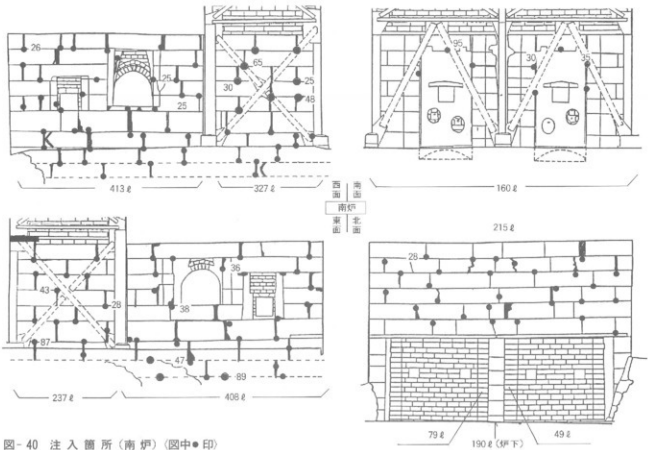 26
65
25
30
25
48
25
413ℓ
327ℓ
95
30
35
160ℓ
西面
南面
南炉
東面
北面
215ℓ
43
28
87
36
38
47
89
237ℓ
408ℓ
28
79ℓ
49ℓ
190ℓ(炉下)
図-40 注入箇所(南炉)(図中●印)